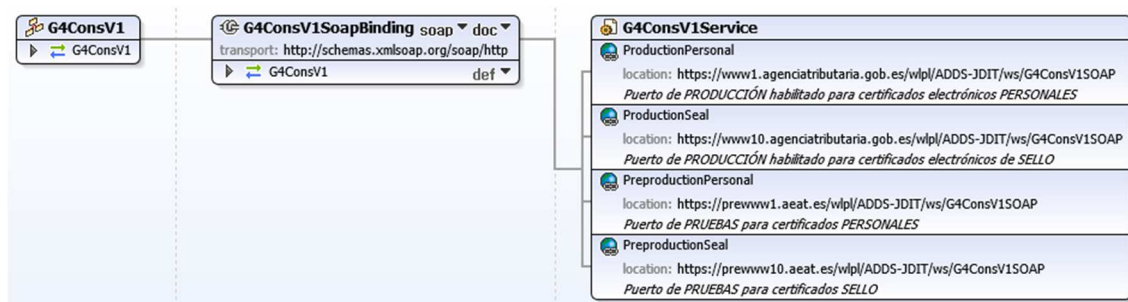 G4ConsV1
G4ConsV1
G4ConsV1SoapBinding soap doc
transport: http://schemas.xmlsoap.org/soap/http
G4ConsV1 def
G4ConsV1Service
ProductionPersonal
location: https://www1.agenciatributaria.gob.es/wlpl/ADDS-JDIT/ws/G4ConsV1SOAP
Puerto de PRODUCCIÓN habilitado para certificados electrónicos PERSONALES
ProductionSeal
location: https://www10.agenciatributaria.gob.es/wlpl/ADDS-JDIT/ws/G4ConsV1SOAP
Puerto de PRODUCCIÓN habilitado para certificados electrónicos de SELLO
PreproductionPersonal
location: https://prewww1.aeat.es/wlpl/ADDS-JDIT/ws/G4ConsV1SOAP
Puerto de PRUEBAS para certificados PERSONALES
PreproductionSeal
location: https://prewww10.aeat.es/wlpl/ADDS-JDIT/ws/G4ConsV1SOAP
Puerto de PRUEBAS para certificados SELLO